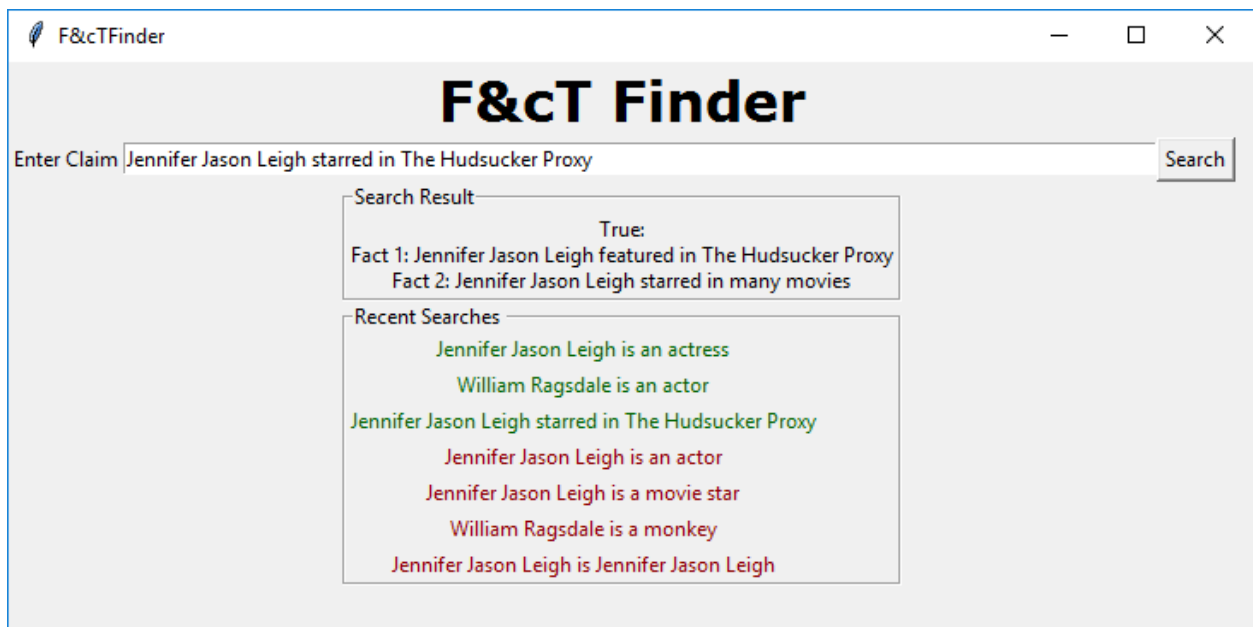 F&cTFinder
F&cT Finder
Enter Claim Jennifer Jason Leigh starred in The Hudsucker Proxy Search
Search Result
True:
Fact 1: Jennifer Jason Leigh featured in The Hudsucker Proxy
Fact 2: Jennifer Jason Leigh starred in many movies
Recent Searches
Jennifer Jason Leigh is an actress
William Ragsdale is an actor
Jennifer Jason Leigh starred in The Hudsucker Proxy
Jennifer Jason Leigh is an actor
Jennifer Jason Leigh is a movie star
William Ragsdale is a monkey
Jennifer Jason Leigh is Jennifer Jason Leigh